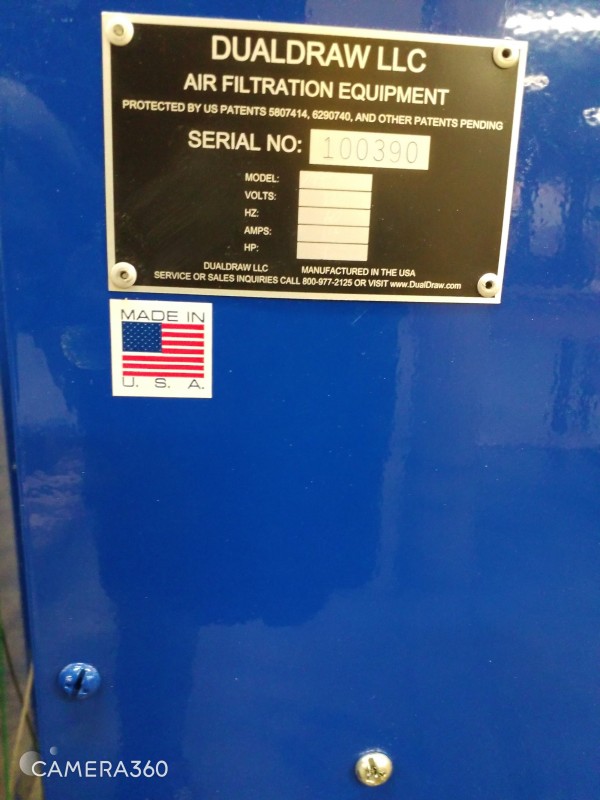 DUALDRAW LLC
AIR FILTRATION EQUIPMENT
PROTECTED BY US PATENTS 5807414, 6290740, AND OTHER PATENTS PENDING
SERIAL NO: 100390
MODEL:
VOLTS:
HZ:
AMPS:
HP:
DUALDRAW LLC MANUFACTURED IN THE USA
SERVICE OR SALES INQUIRIES CALL 800-977-2125 OR VISIT www.DualDraw.com
MADE IN
U. S. A.
CAMERA360